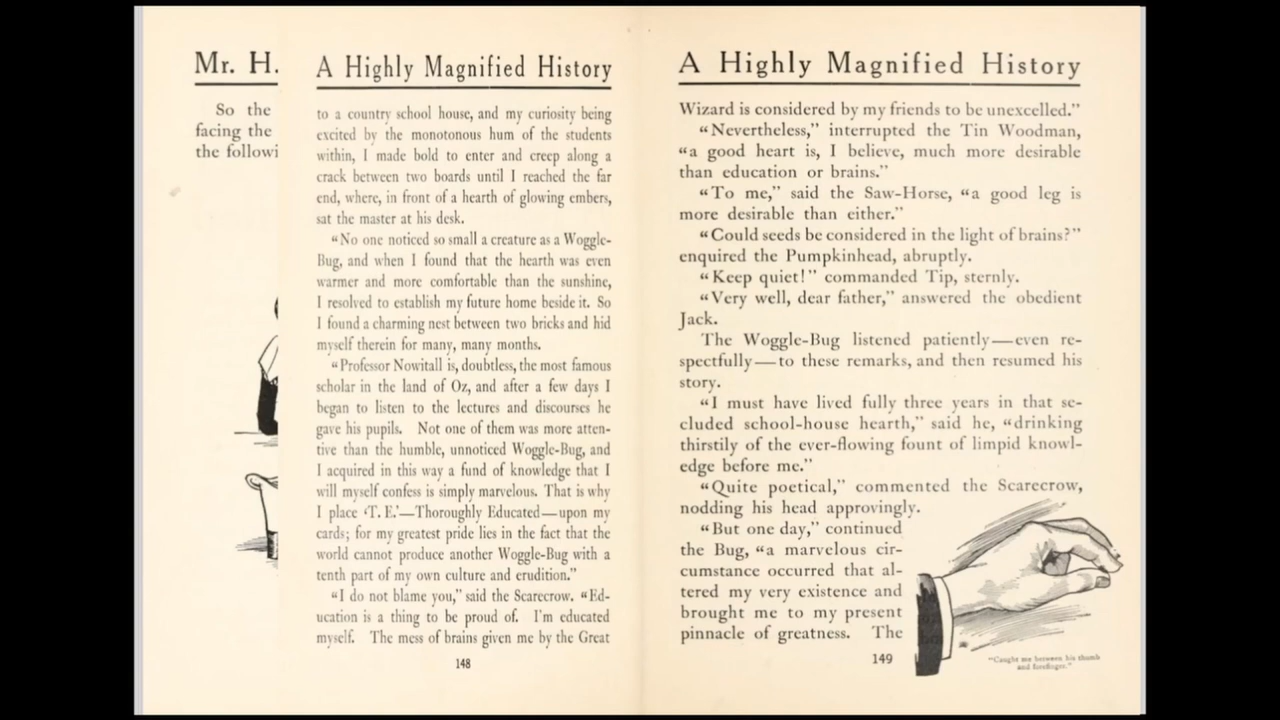 Mr. H.
So the
facing the
the followi
A Highly Magnified History
to a country school house, and my curiosity being
excited by the monotonous hum of the students
within, I made bold to enter and creep along a
crack between two boards until I reached the far
end, where, in front of a hearth of glowing embers,
sat the master at his desk.
“No one noticed so small a creature as a Woggle-
Bug, and when I found that the hearth was even
warmer and more comfortable than the sunshine,
I resolved to establish my future home beside it. So
I found a charming nest between two bricks and hid
myself therein for many, many months.
“Professor Nowitall is, doubtless, the most famous
scholar in the land of Oz, and after a few days I
began to listen to the lectures and discourses he
gave his pupils. Not one of them was more atten-
tive than the humble, unnoticed Woggle-Bug, and
I acquired in this way a fund of knowledge that I
will myself confess is simply marvelous. That is why
I place ‘T. E.’—Thoroughly Educated—upon my
cards; for my greatest pride lies in the fact that the
world cannot produce another Woggle-Bug with a
tenth part of my own culture and erudition.”
“I do not blame you,” said the Scarecrow. “Ed-
ucation is a thing to be proud of. I’m educated
myself. The mess of brains given me by the Great
148
A Highly Magnified History
Wizard is considered by my friends to be unexcelled.”
“Nevertheless,” interrupted the Tin Woodman,
“a good heart is, I believe, much more desirable
than education or brains.”
“To me,” said the Saw-Horse, “a good leg is
more desirable than either.”
“Could seeds be considered in the light of brains?”
enquired the Pumpkinhead, abruptly.
“Keep quiet!” commanded Tip, sternly.
“Very well, dear father,” answered the obedient
Jack.
The Woggle-Bug listened patiently—even re-
spectfully—to these remarks, and then resumed his
story.
“I must have lived fully three years in that se-
cluded school-house hearth,” said he, “drinking
thirstily of the ever-flowing fount of limpid knowl-
edge before me.”
“Quite poetical,” commented the Scarecrow,
nodding his head approvingly.
“But one day,” continued
the Bug, “a marvelous cir-
cumstance occurred that al-
tered my very existence and
brought me to my present
pinnacle of greatness. The
149
“Caught me between his thumb
and forefinger.”